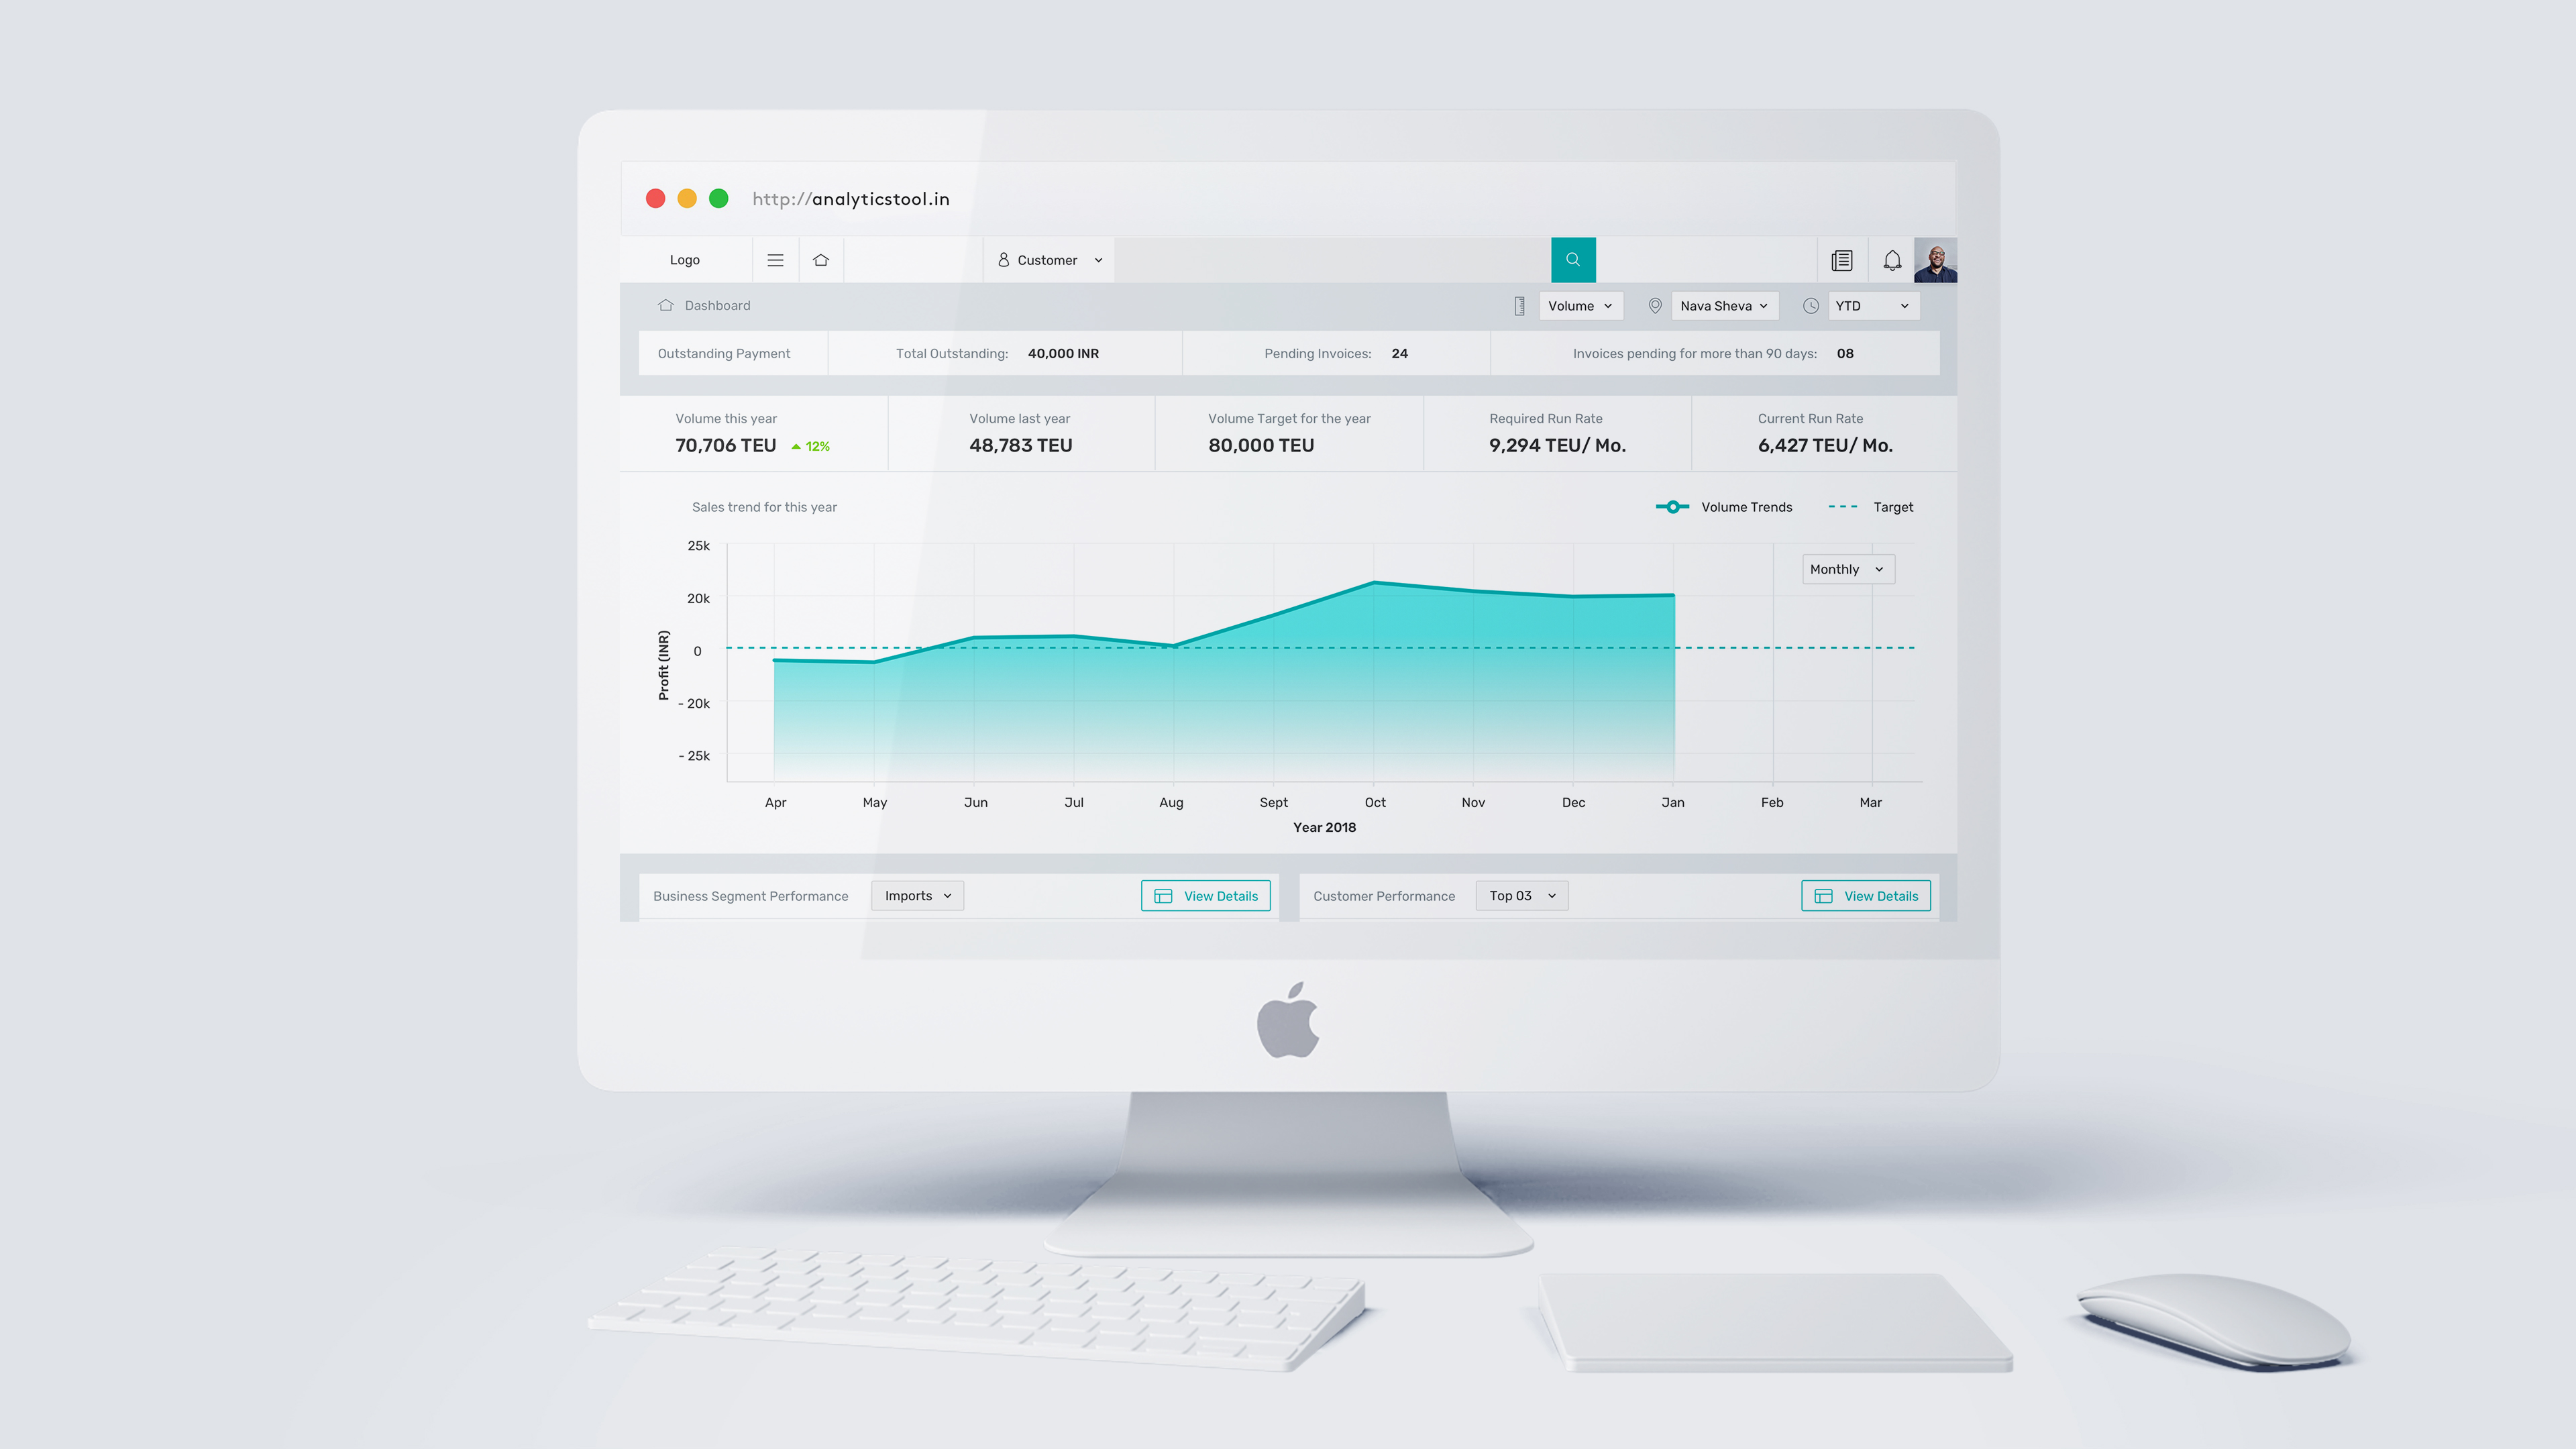 http://analyticstool.in
Logo
Customer
Dashboard
Volume
Nava Sheva
YTD
Outstanding Payment
Total Outstanding: 40,000 INR
Pending Invoices: 24
Invoices pending for more than 90 days: 08
Volume this year
70,706 TEU 12%
Volume last year
48,783 TEU
Volume Target for the year
80,000 TEU
Required Run Rate
9,294 TEU/ Mo.
Current Run Rate
6,427 TEU/ Mo.
Sales trend for this year
Volume Trends
Target
Monthly
Profit (INR)
25k
20k
0
- 20k
- 25k
Apr May Jun Jul Aug Sept Oct Nov Dec Jan Feb Mar
Year 2018
Business Segment Performance
Imports
View Details
Customer Performance
Top 03
View Details